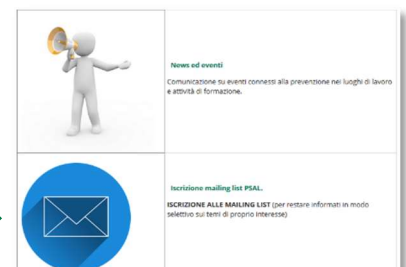 News ed eventi
Comunicazione su eventi connessi alla prevenzione nei luoghi di lavoro
e attività di formazione.
Iscrizione mailing list PSAL.
ISCRIZIONE ALLE MAILING LIST (per restare informati in modo
selettivo sui temi di proprio interesse)